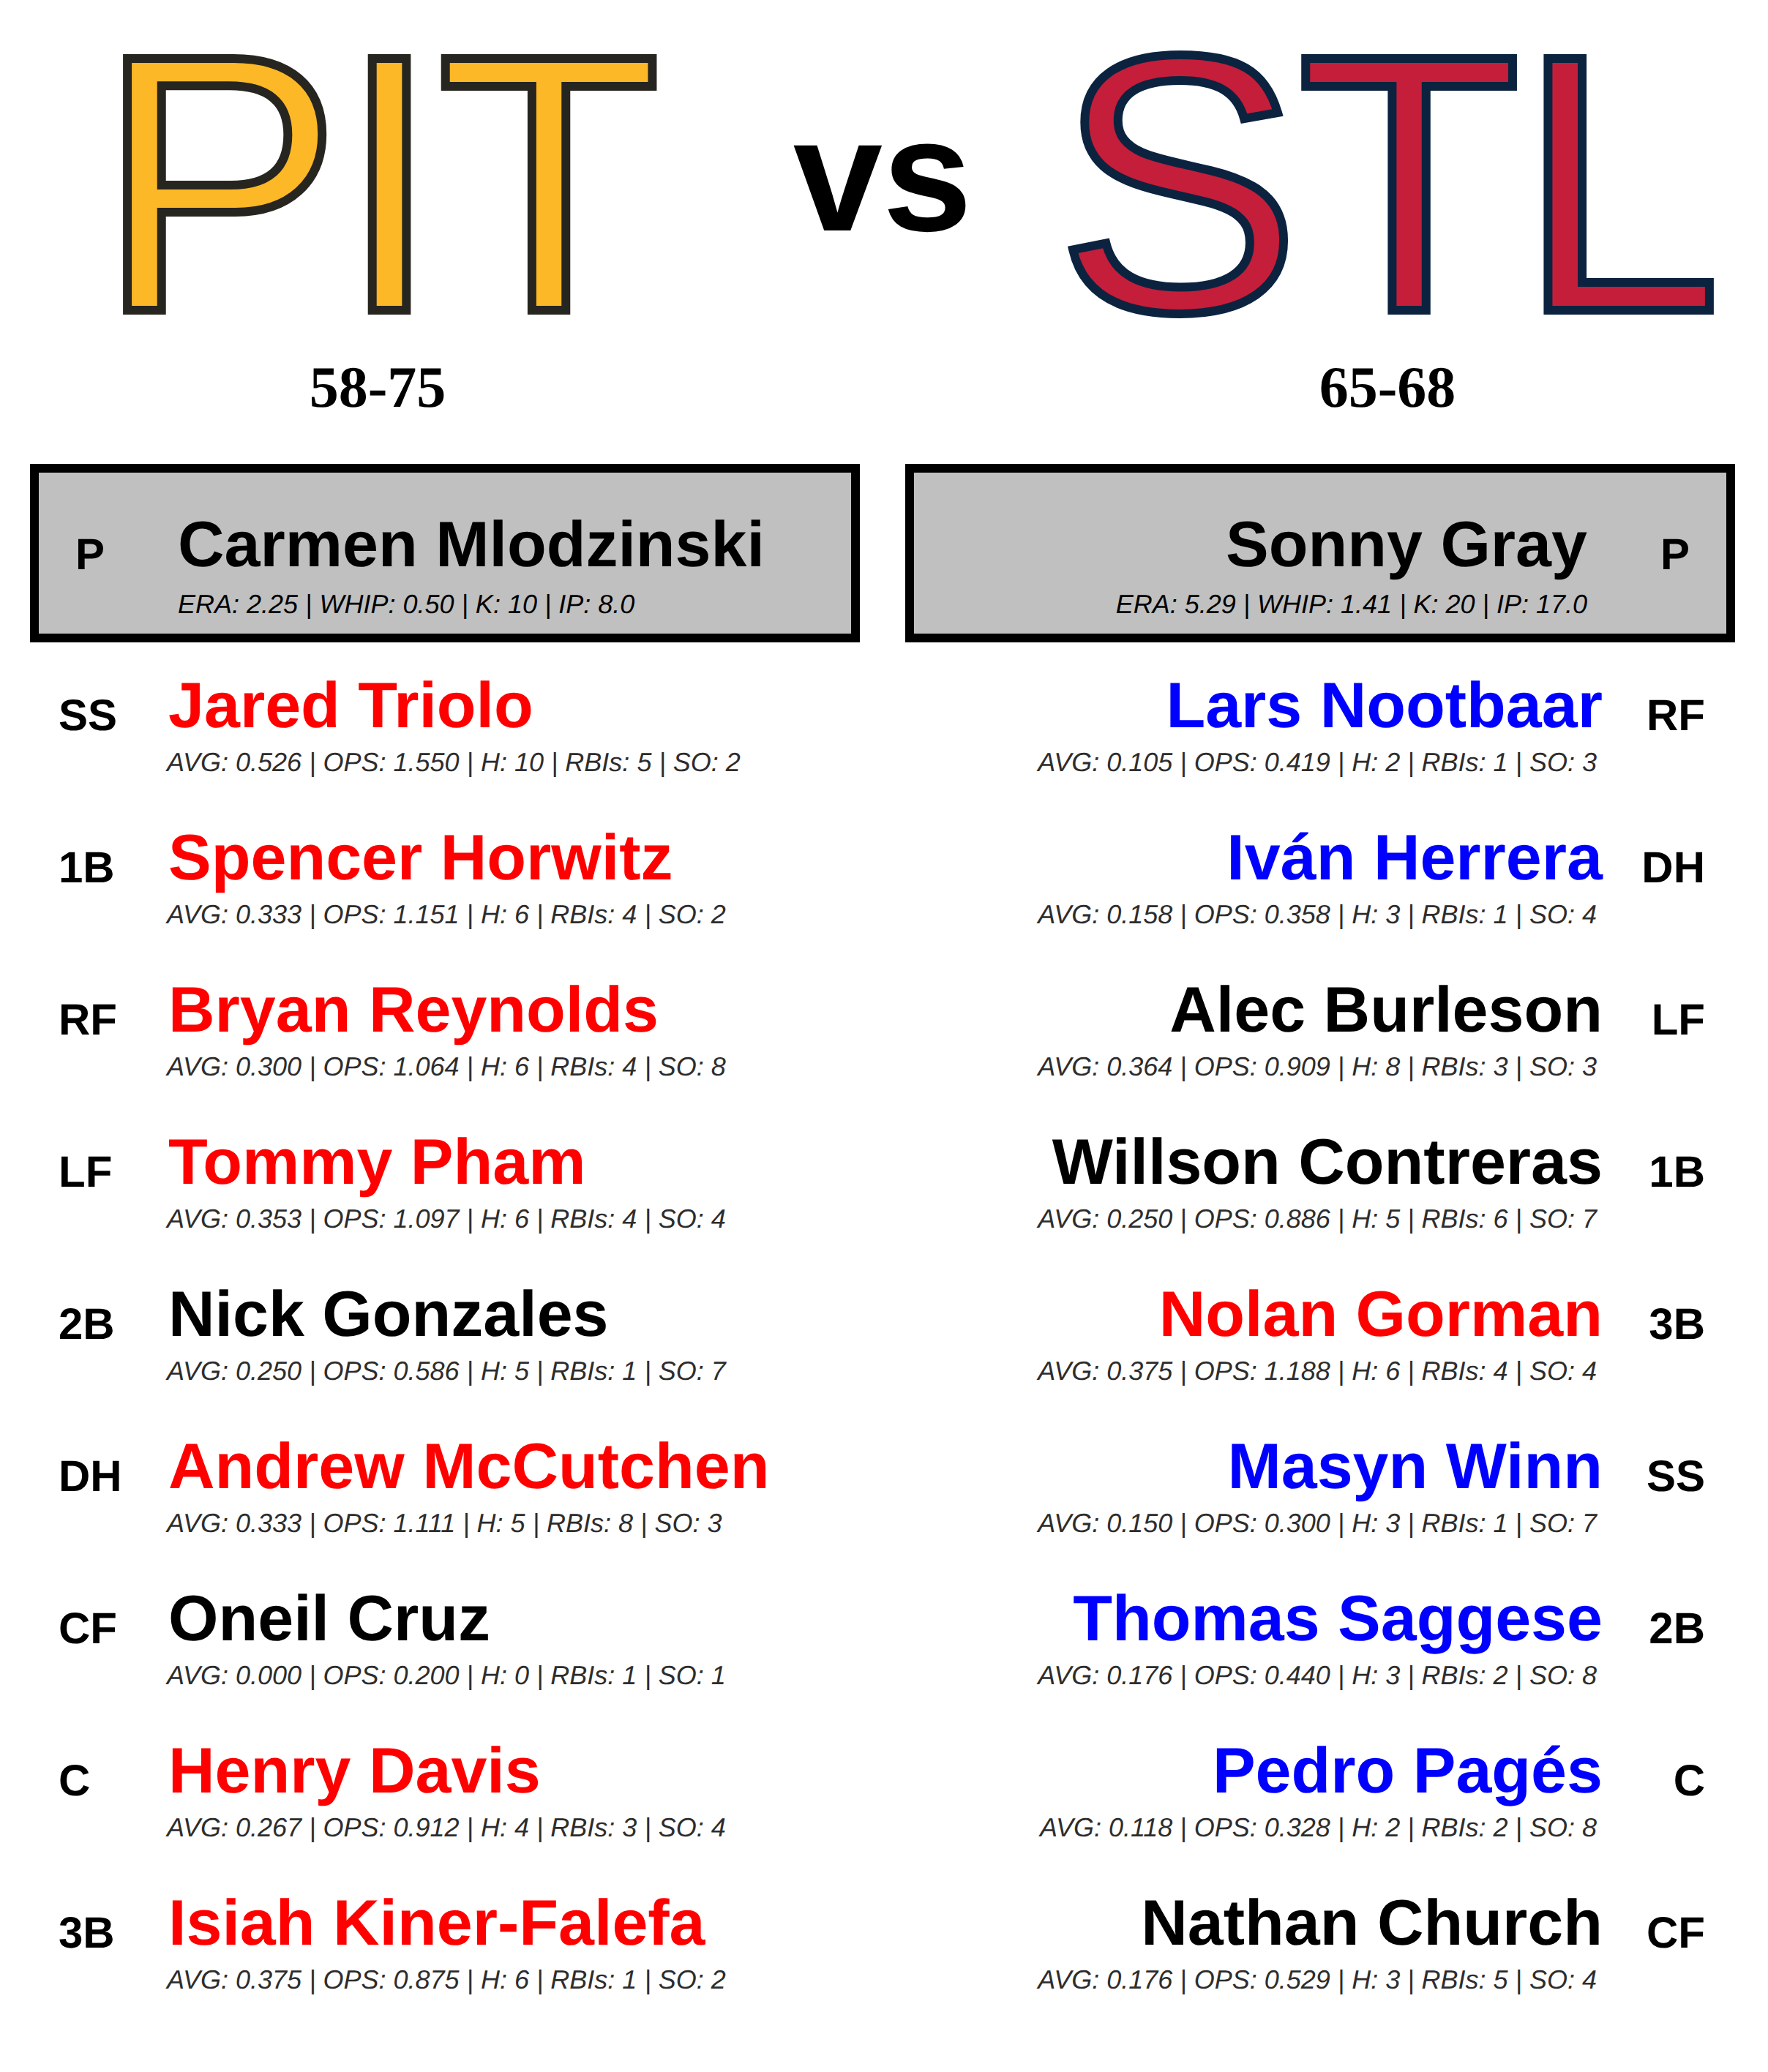 PIT vs STL
58-75 65-68
P Carmen Mlodzinski
ERA: 2.25 | WHIP: 0.50 | K: 10 | IP: 8.0
Sonny Gray P
ERA: 5.29 | WHIP: 1.41 | K: 20 | IP: 17.0
SS Jared Triolo
AVG: 0.526 | OPS: 1.550 | H: 10 | RBIs: 5 | SO: 2
Lars Nootbaar RF
AVG: 0.105 | OPS: 0.419 | H: 2 | RBIs: 1 | SO: 3
1B Spencer Horwitz
AVG: 0.333 | OPS: 1.151 | H: 6 | RBIs: 4 | SO: 2
Iván Herrera DH
AVG: 0.158 | OPS: 0.358 | H: 3 | RBIs: 1 | SO: 4
RF Bryan Reynolds
AVG: 0.300 | OPS: 1.064 | H: 6 | RBIs: 4 | SO: 8
Alec Burleson LF
AVG: 0.364 | OPS: 0.909 | H: 8 | RBIs: 3 | SO: 3
LF Tommy Pham
AVG: 0.353 | OPS: 1.097 | H: 6 | RBIs: 4 | SO: 4
Willson Contreras 1B
AVG: 0.250 | OPS: 0.886 | H: 5 | RBIs: 6 | SO: 7
2B Nick Gonzales
AVG: 0.250 | OPS: 0.586 | H: 5 | RBIs: 1 | SO: 7
Nolan Gorman 3B
AVG: 0.375 | OPS: 1.188 | H: 6 | RBIs: 4 | SO: 4
DH Andrew McCutchen
AVG: 0.333 | OPS: 1.111 | H: 5 | RBIs: 8 | SO: 3
Masyn Winn SS
AVG: 0.150 | OPS: 0.300 | H: 3 | RBIs: 1 | SO: 7
CF Oneil Cruz
AVG: 0.000 | OPS: 0.200 | H: 0 | RBIs: 1 | SO: 1
Thomas Saggese 2B
AVG: 0.176 | OPS: 0.440 | H: 3 | RBIs: 2 | SO: 8
C Henry Davis
AVG: 0.267 | OPS: 0.912 | H: 4 | RBIs: 3 | SO: 4
Pedro Pagés C
AVG: 0.118 | OPS: 0.328 | H: 2 | RBIs: 2 | SO: 8
3B Isiah Kiner-Falefa
AVG: 0.375 | OPS: 0.875 | H: 6 | RBIs: 1 | SO: 2
Nathan Church CF
AVG: 0.176 | OPS: 0.529 | H: 3 | RBIs: 5 | SO: 4